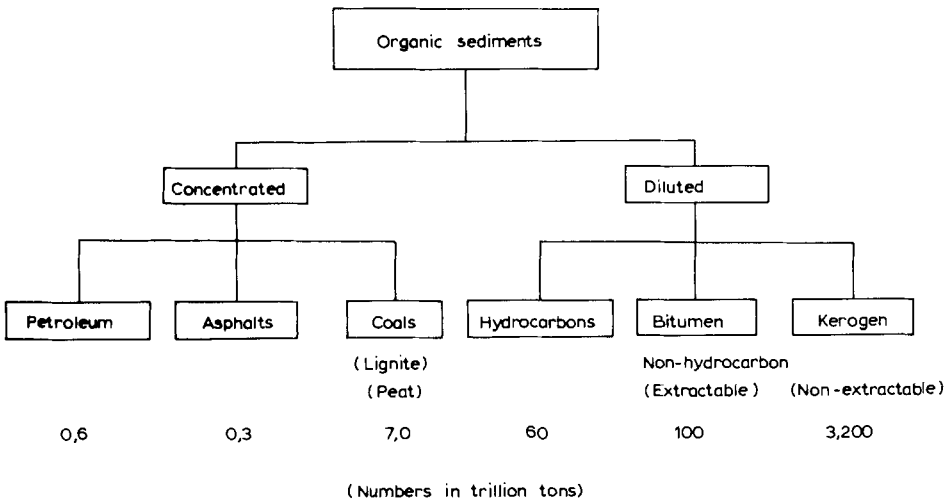 Organic sediments
Concentrated Diluted
Petroleum Asphalts Coals Hydrocarbons Bitumen Kerogen
(Lignite) Non-hydrocarbon
(Peat) (Extractable) (Non-extractable)
0,6 0,3 7,0 60 100 3,200
(Numbers in trillion tons)